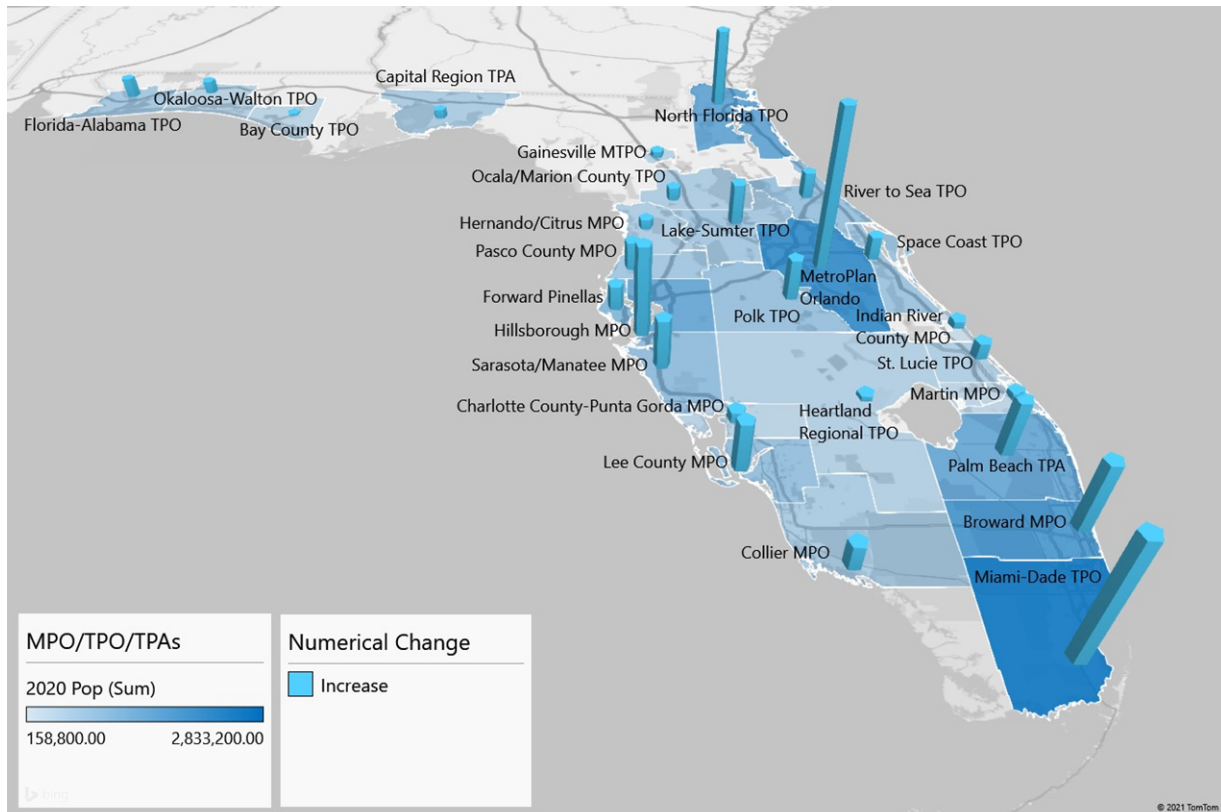 Capital Region TPA
Okaloosa-Walton TPO
Florida-Alabama TPO
Bay County TPO
North Florida TPO
Gainesville MTPO
Ocala/Marion County TPO
River to Sea TPO
Hernando/Citrus MPO
Lake-Sumter TPO
Space Coast TPO
Pasco County MPO
MetroPlan
Orlando
Forward Pinellas
Polk TPO
Indian River
County MPO
Hillsborough MPO
St. Lucie TPO
Sarasota/Manatee MPO
Martin MPO
Charlotte County-Punta Gorda MPO
Heartland
Regional TPO
Lee County MPO
Palm Beach TPA
Broward MPO
Collier MPO
Miami-Dade TPO
MPO/TPO/TPAs
2020 Pop (Sum)
158,800.00 2,833,200.00
bing
Numerical Change
Increase
© 2021 TomTom